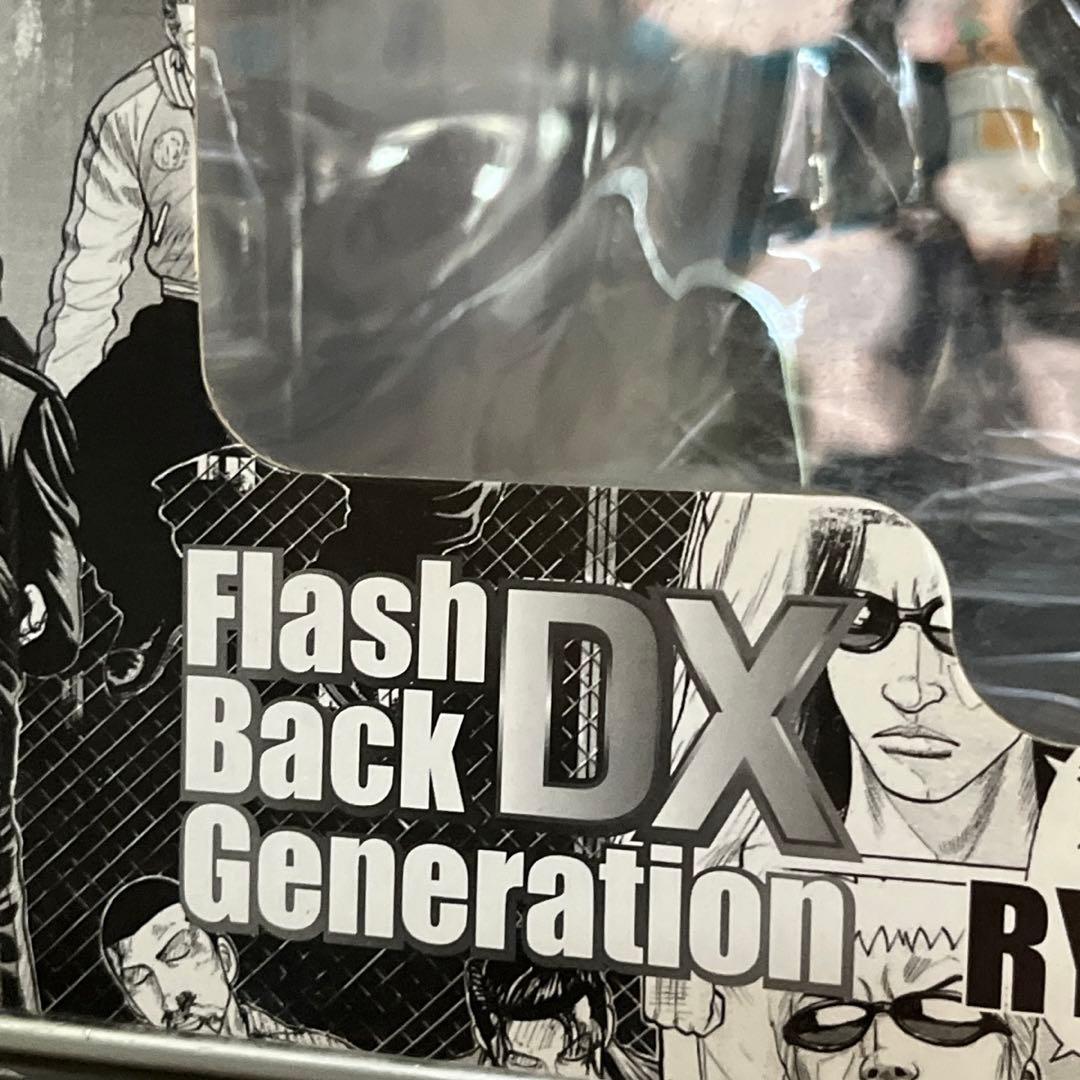 Flash
Back
Generation
DX
RY